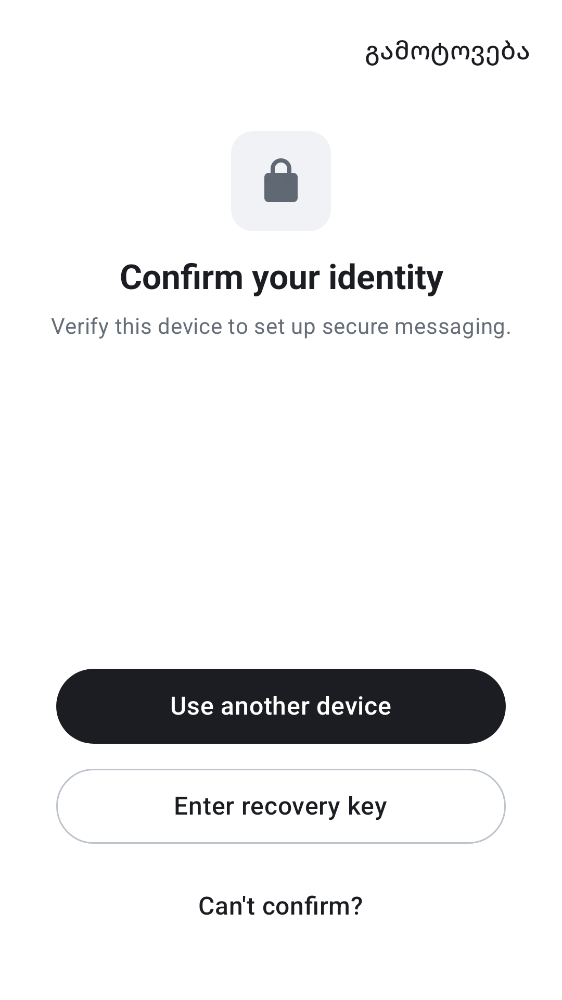 გამოტოვება
Confirm your identity
Verify this device to set up secure messaging.
Use another device
Enter recovery key
Can't confirm?